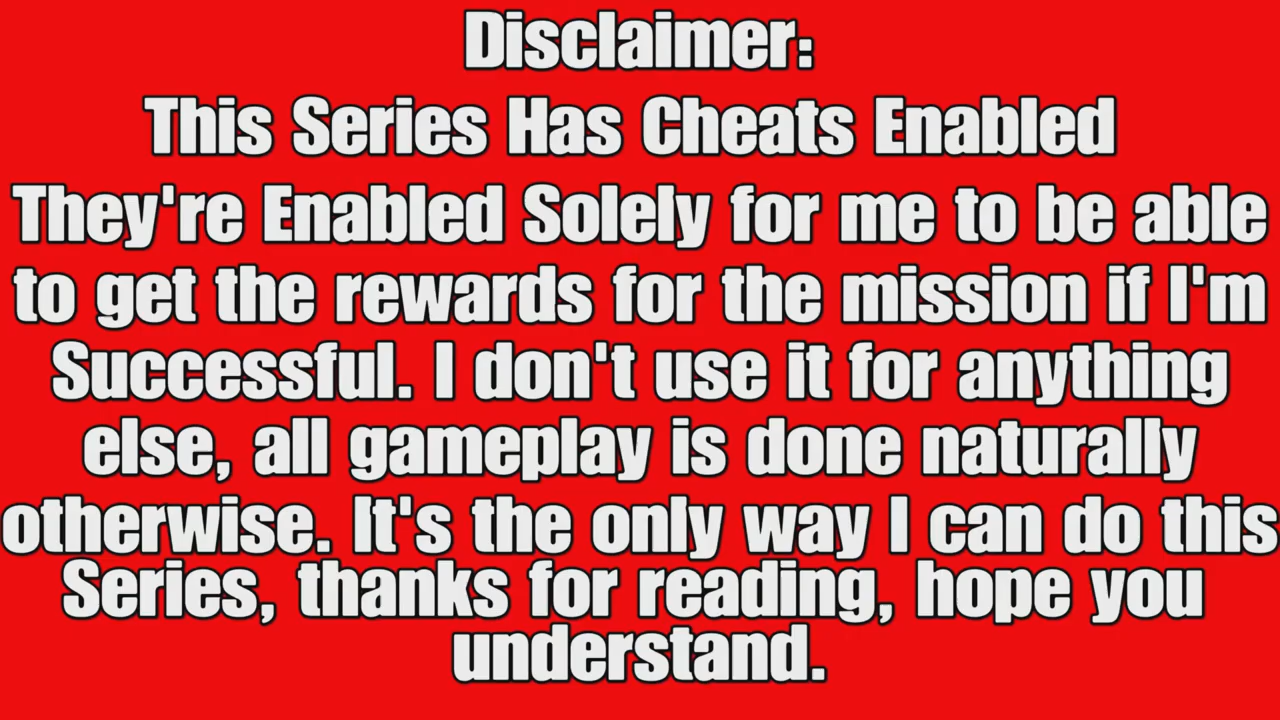 Disclaimer:
This Series Has Cheats Enabled
They're Enabled Solely for me to be able
to get the rewards for the mission if I'm
Successful. I don't use it for anything
else, all gameplay is done naturally
otherwise. It's the only way I can do this
Series, thanks for reading, hope you
understand.